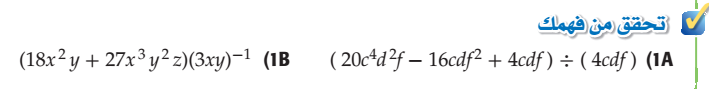 تحقق من فهمك
(1A (20c⁴d²f − 16cdf² + 4cdf) ÷ (4cdf) (1B (18x²y + 27x³y²z)(3xy)⁻¹